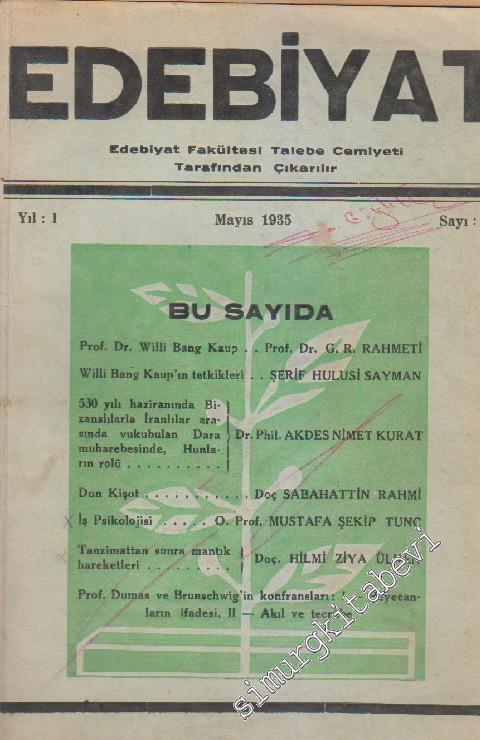 EDEBİYAT
Edebiyat Fakültesi Talebe Cemiyeti
Tarafından Çıkarılır
Yıl : I Mayıs 1935 Sayı :
BU SAYIDA
Prof. Dr. Willi Bang Kaup . . Prof. Dr. G. R. RAHMETİ
Willi Bang Kaup'ın tetkikleri . . ŞERİF HULUSİ SAYMAN
530 yılı haziranında Bi-
zanslılarla İranlılar ara-
sında vukubulan Dara
muharebesinde, Hunla-
rın rolü . . . . . . . . . .
Dr. Phil. AKDES NİMET KURAT
Don Kişot . . . . . . . . . . Doç SABAHATTİN RAHMİ
İş Psikolojisi . . . . . O. Prof. MUSTAFA ŞEKİP TUNÇ
Tanzimattan sonra mantık
hareketleri . . . . . . . . .
Doç. HİLMİ ZİYA
Prof. Dumas ve Brunschwig'in konfransları:
ların ifadesi, II — Akıl ve
simurgkitabevi